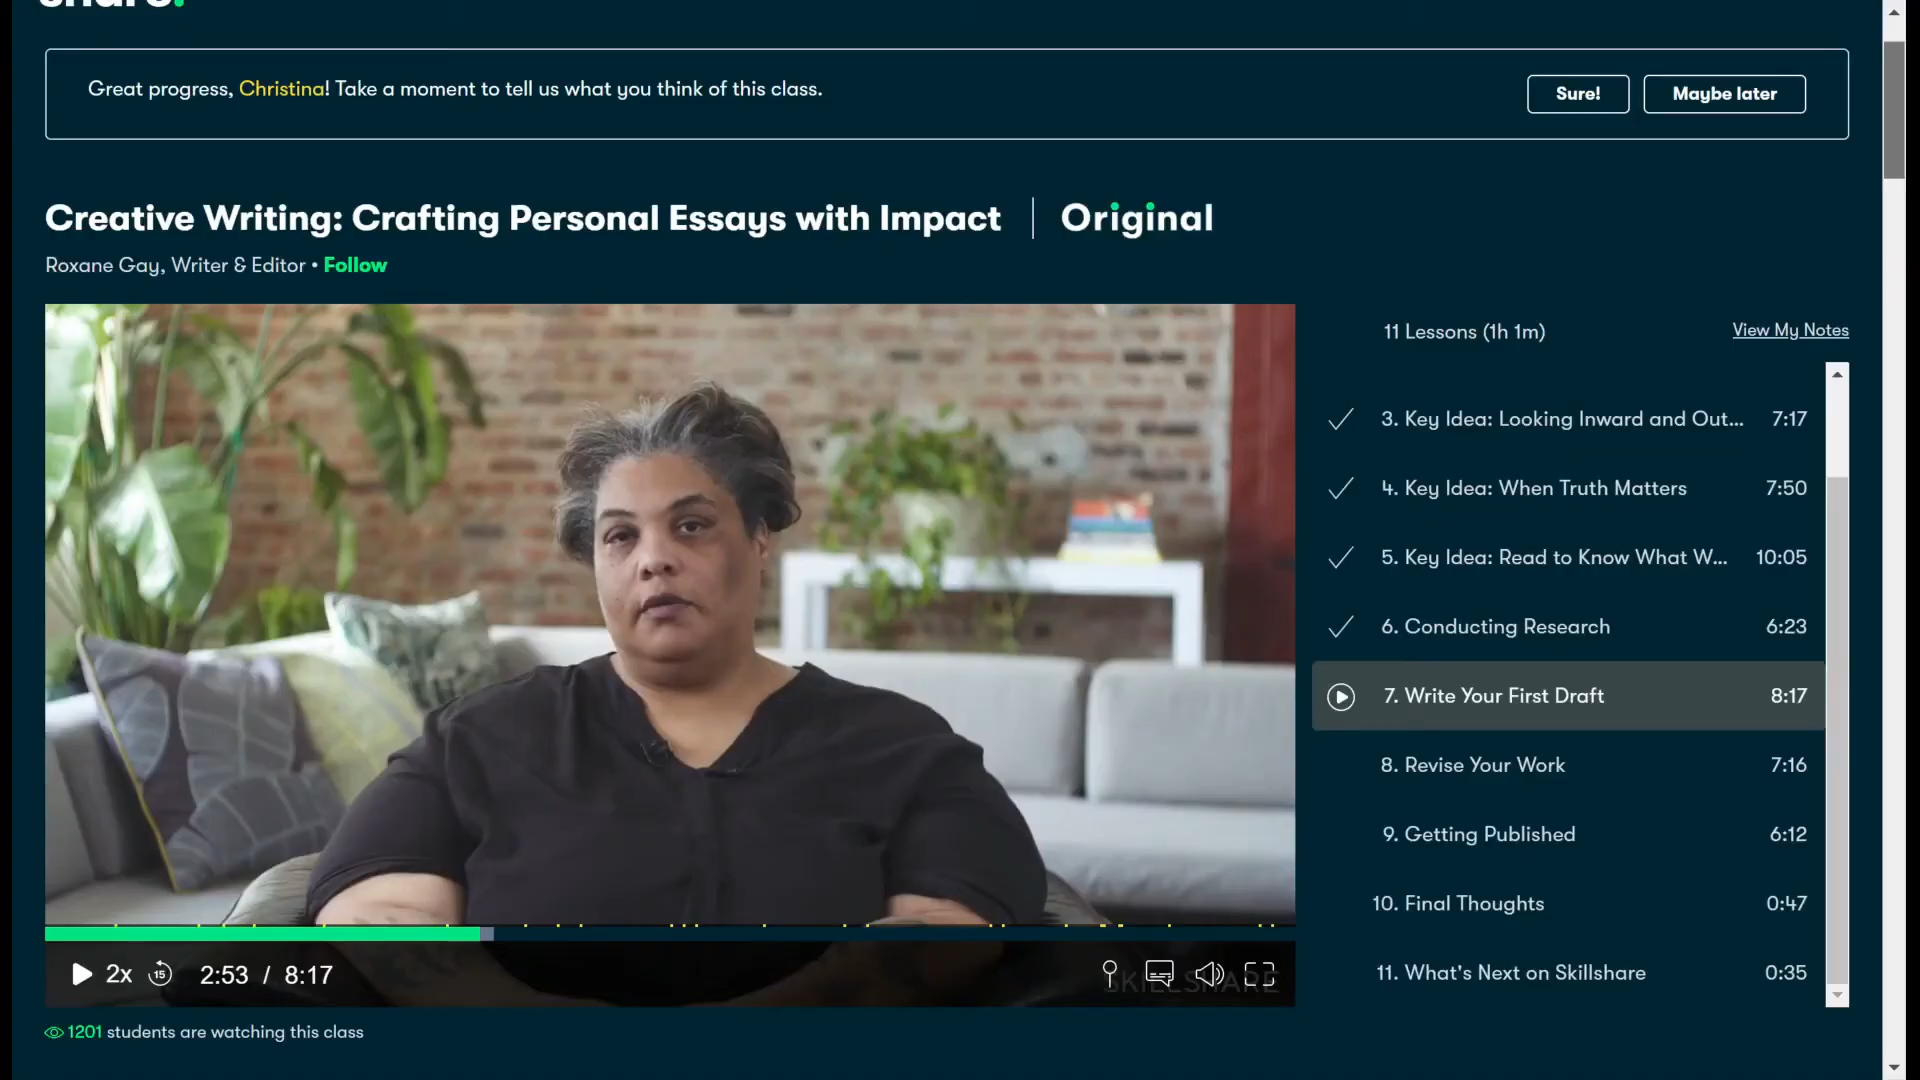 share.
Great progress, Christina! Take a moment to tell us what you think of this class.
Sure!
Maybe later
Creative Writing: Crafting Personal Essays with Impact | Original
Roxane Gay, Writer & Editor • Follow
11 Lessons (1h 1m)
View My Notes
3. Key Idea: Looking Inward and Out... 7:17
4. Key Idea: When Truth Matters 7:50
5. Key Idea: Read to Know What W... 10:05
6. Conducting Research 6:23
7. Write Your First Draft 8:17
8. Revise Your Work 7:16
9. Getting Published 6:12
10. Final Thoughts 0:47
11. What's Next on Skillshare 0:35
2x 15 2:53 / 8:17
SKILLSHARE
1201 students are watching this class